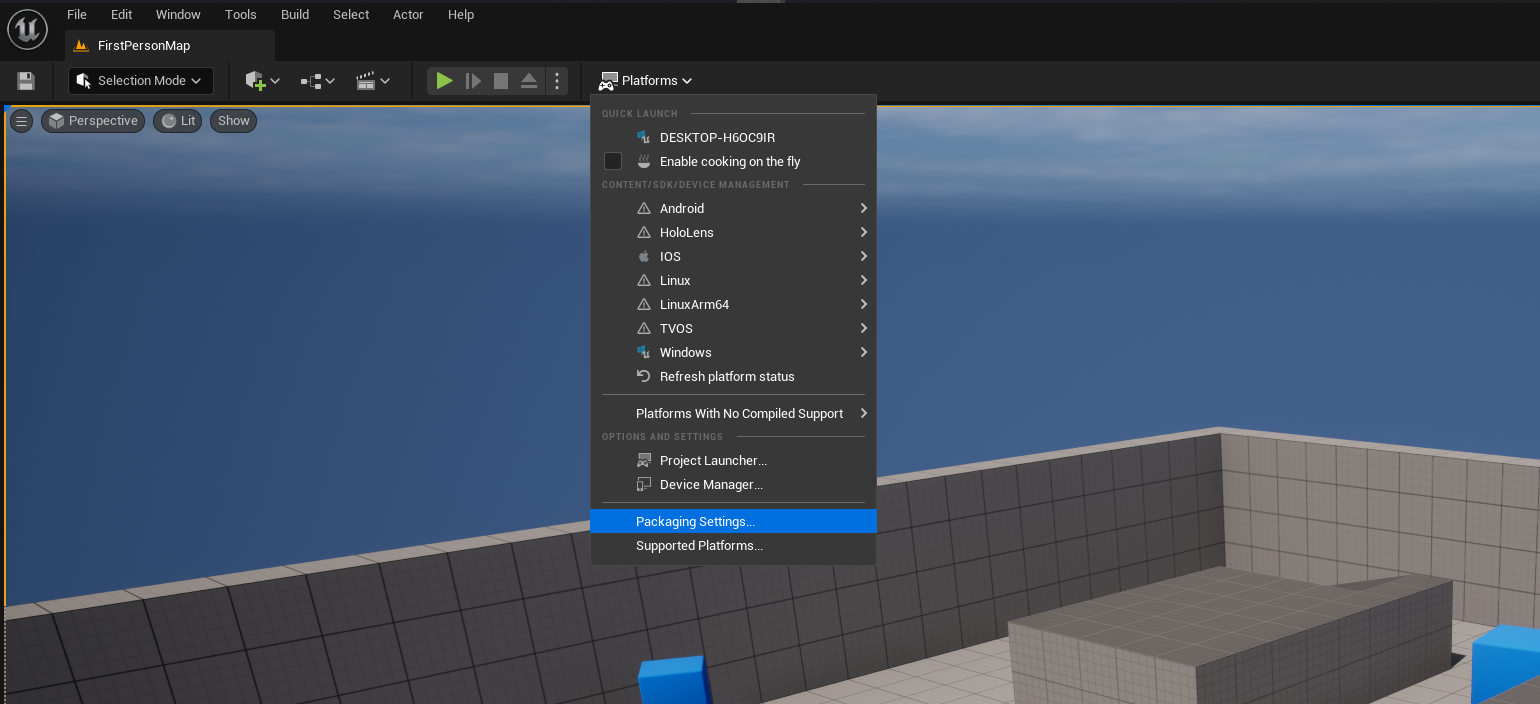 File Edit Window Tools Build Select Actor Help
FirstPersonMap
Selection Mode
Platforms
Perspective Lit Show
QUICK LAUNCH
DESKTOP-H6OC9IR
Enable cooking on the fly
CONTENT/SDK/DEVICE MANAGEMENT
Android
HoloLens
IOS
Linux
LinuxArm64
TVOS
Windows
Refresh platform status
Platforms With No Compiled Support
OPTIONS AND SETTINGS
Project Launcher...
Device Manager...
Packaging Settings...
Supported Platforms...